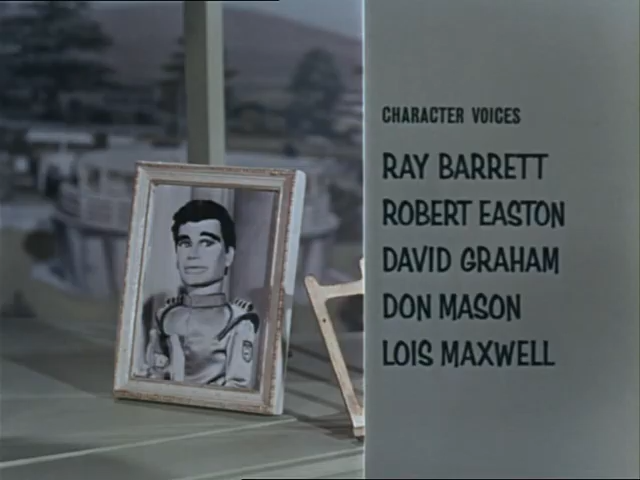 CHARACTER VOICES
RAY BARRETT
ROBERT EASTON
DAVID GRAHAM
DON MASON
LOIS MAXWELL